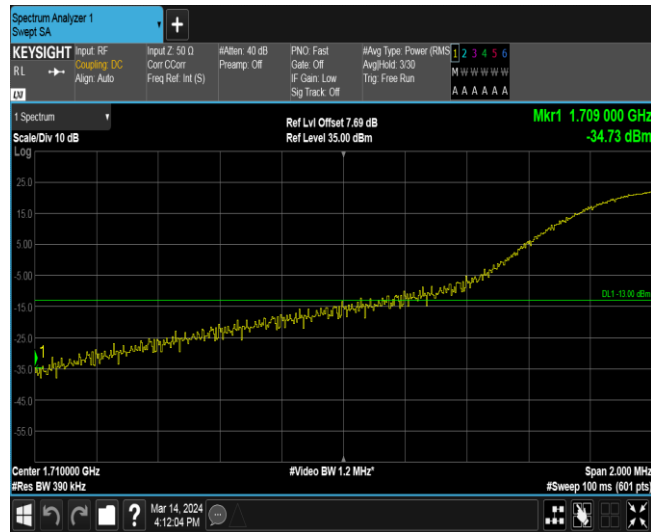 Spectrum Analyzer 1
Swept SA
+
KEYSIGHT
RL
LXI
Input: RF
Coupling: DC
Align: Auto
Input Z: 50 Ω
Corr CCorr
Freq Ref: Int (S)
#Atten: 40 dB
Preamp: Off
PNO: Fast
Gate: Off
IF Gain: Low
Sig Track: Off
#Avg Type: Power (RMS
Avg|Hold: 3/30
Trig: Free Run
1 2 3 4 5 6
M W W W W W
A A A A A A
1 Spectrum
Scale/Div 10 dB
Log
Ref Lvl Offset 7.69 dB
Ref Level 35.00 dBm
Mkr1 1.709 000 GHz
-34.73 dBm
25.0
15.0
5.00
-5.00
-15.0
-25.0
-35.0
-45.0
-55.0
DL1 -13.00 dBm
1
Center 1.710000 GHz
#Res BW 390 kHz
#Video BW 1.2 MHz*
Span 2.000 MHz
#Sweep 100 ms (601 pts)
?
Mar 14, 2024
4:12:04 PM